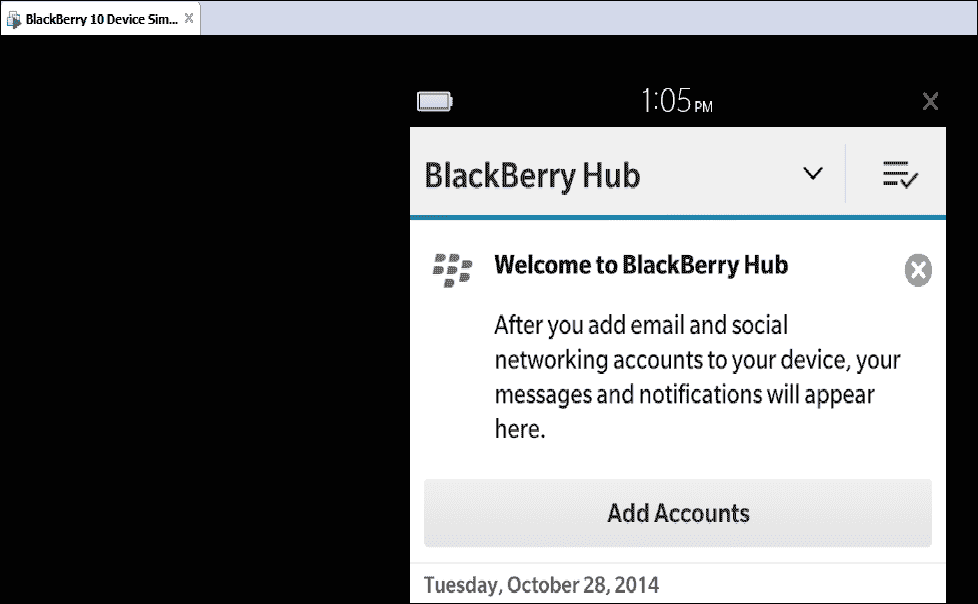 BlackBerry 10 Device Sim...
1:05 PM
BlackBerry Hub
Welcome to BlackBerry Hub
After you add email and social
networking accounts to your device, your
messages and notifications will appear
here.
Add Accounts
Tuesday, October 28, 2014